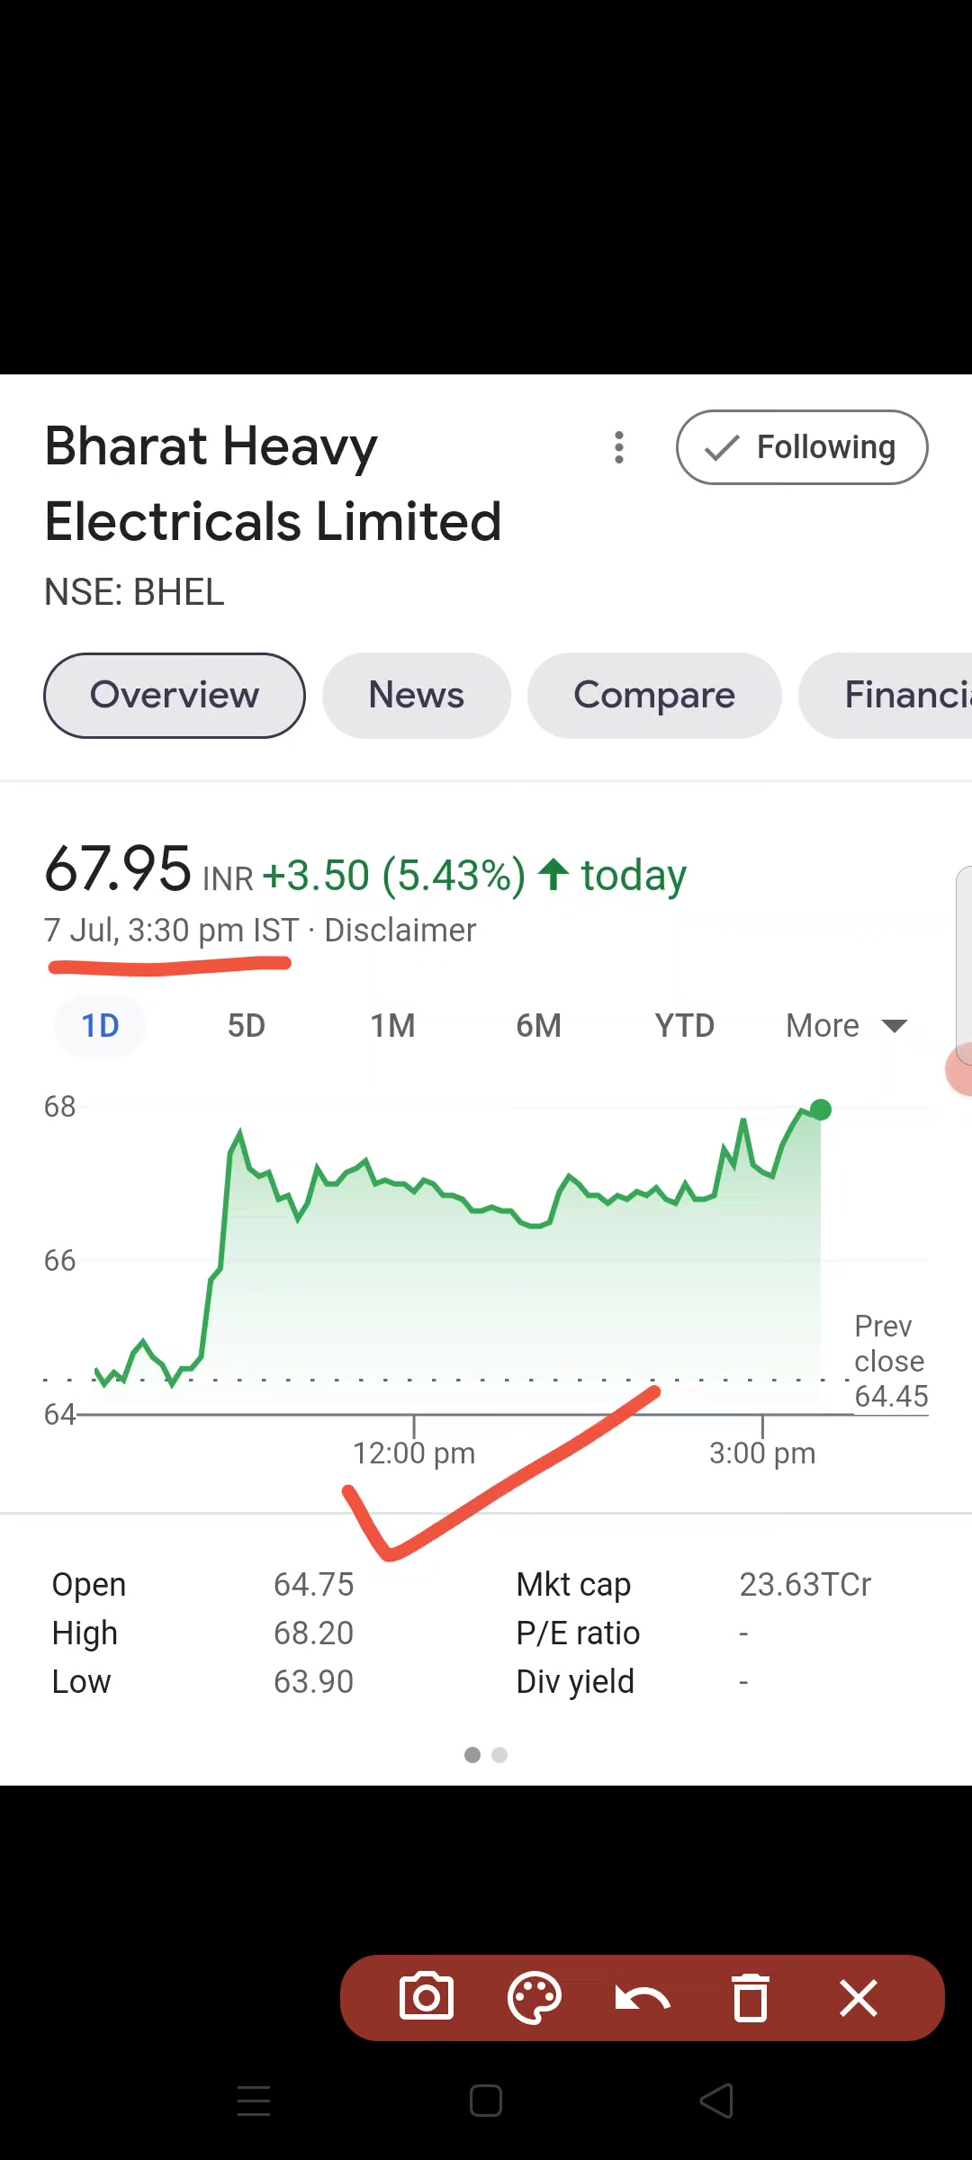 Bharat Heavy
Electricals Limited
Following
NSE: BHEL
Overview News Compare Financi
67.95 INR +3.50 (5.43%) today
7 Jul, 3:30 pm IST · Disclaimer
1D 5D 1M 6M YTD More
68
66
64
Prev
close
64.45
12:00 pm 3:00 pm
Open 64.75 Mkt cap 23.63TCr
High 68.20 P/E ratio -
Low 63.90 Div yield -